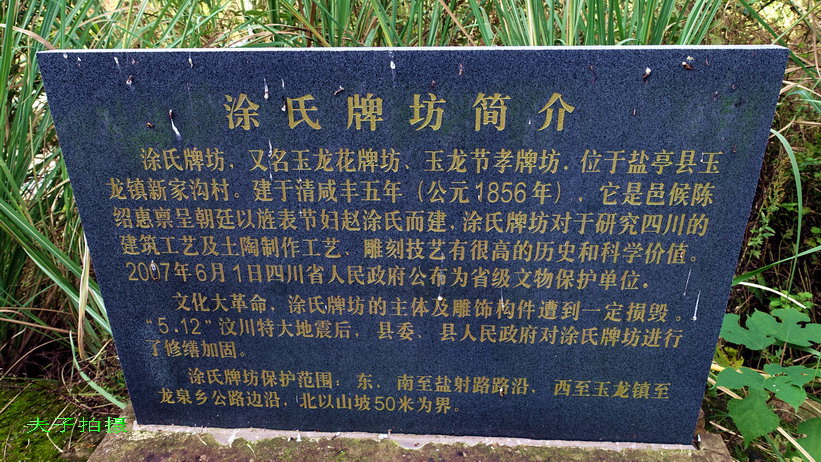 涂氏牌坊简介
涂氏牌坊、又名玉龙花牌坊、玉龙节孝牌坊，位于盐亭县玉
龙镇新家沟村。建于清咸丰五年（公元1856年），它是邑候陈
绍惠禀呈朝廷以旌表节妇赵涂氏而建，涂氏牌坊对于研究四川的
建筑工艺及土陶制作工艺、雕刻技艺有很高的历史和科学价值。
2007年6月1日四川省人民政府公布为省级文物保护单位。
文化大革命，涂氏牌坊的主体及雕饰构件遭到一定损毁。
“5.12”汶川特大地震后，县委、县人民政府对涂氏牌坊进行
了修缮加固。
涂氏牌坊保护范围：东、南至盐射路路沿，西至玉龙镇至
龙泉乡公路边沿，北以山坡50米为界。
夫子拍摄